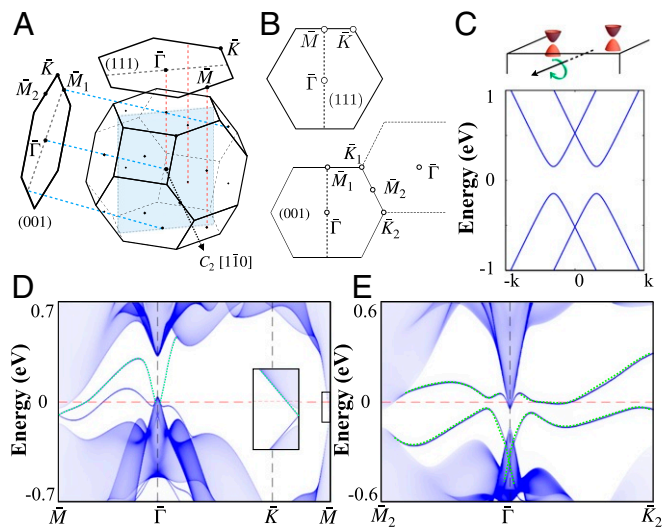 A
(111)
K̄
Γ̄
M̄
K̄
M̄₁
M̄₂
Γ̄
(001)
C₂ [11̄0]
B
M̄
K̄
Γ̄
(111)
K̄₁
M̄₁
M̄₂
Γ̄
(001)
Γ̄
K̄₂
C
Energy (eV)
1
0
-1
-k
0
k
D
Energy (eV)
0.7
0
-0.7
M̄
Γ̄
K̄
M̄
E
Energy (eV)
0.6
0
-0.6
M̄₂
Γ̄
K̄₂